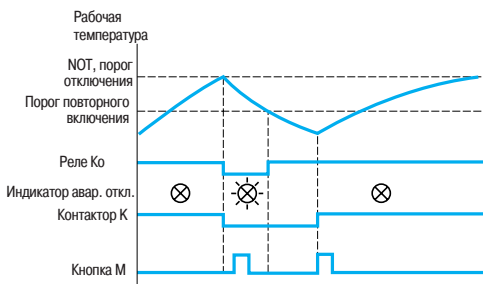 Рабочая
температура
NOT, порог
отключения
Порог повторного
включения
Реле Ko
Индикатор авар. откл.
Контактор K
Кнопка M